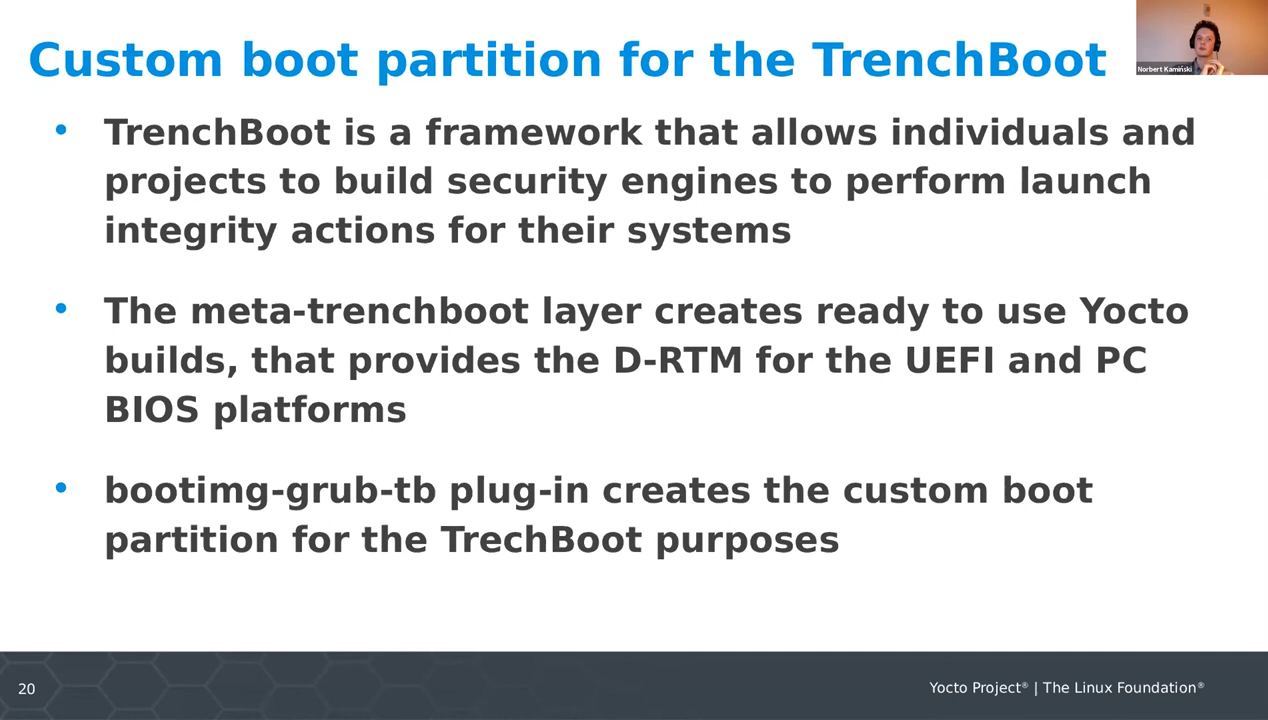 Custom boot partition for the TrenchBoot
Norbert Kamiński
• TrenchBoot is a framework that allows individuals and
projects to build security engines to perform launch
integrity actions for their systems
• The meta-trenchboot layer creates ready to use Yocto
builds, that provides the D-RTM for the UEFI and PC
BIOS platforms
• bootimg-grub-tb plug-in creates the custom boot
partition for the TrechBoot purposes
20
Yocto Project® | The Linux Foundation®